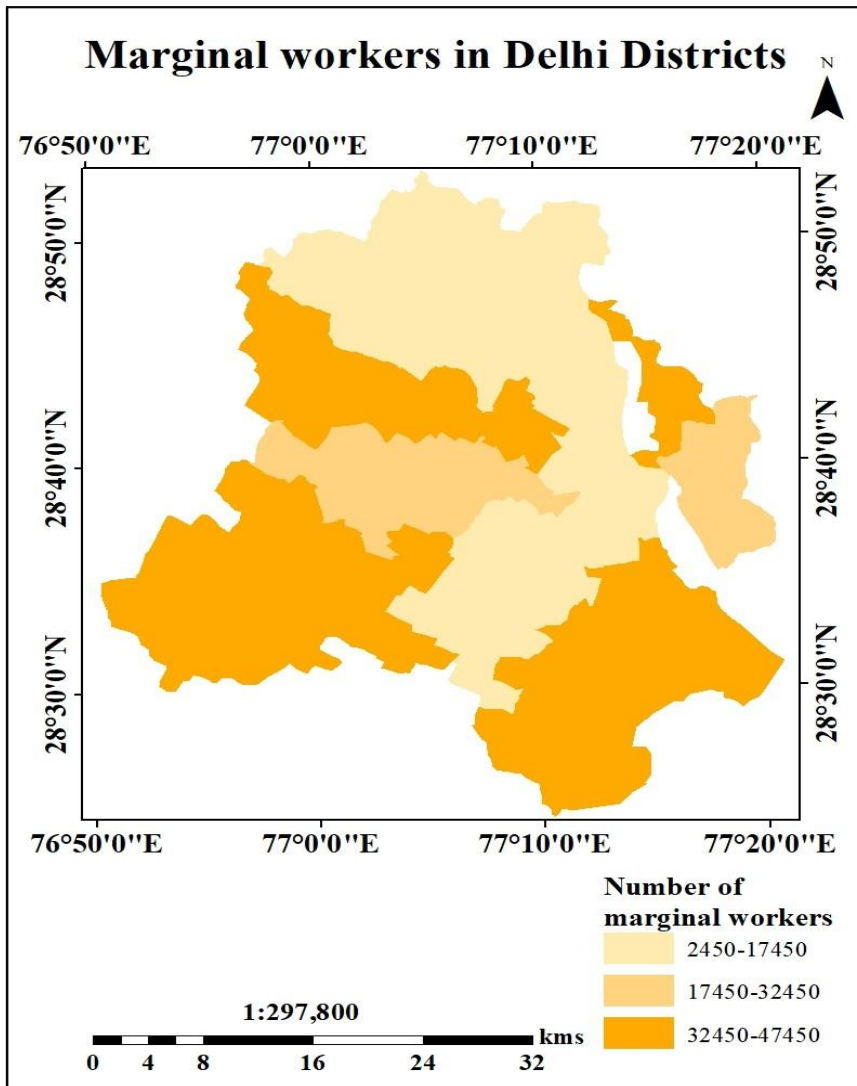 Marginal workers in Delhi Districts
N
76°50'0"E 77°0'0"E 77°10'0"E 77°20'0"E
28°50'0"N 28°50'0"N
28°40'0"N 28°40'0"N
28°30'0"N 28°30'0"N
76°50'0"E 77°0'0"E 77°10'0"E 77°20'0"E
Number of
marginal workers
2450-17450
17450-32450
32450-47450
1:297,800
kms
0 4 8 16 24 32